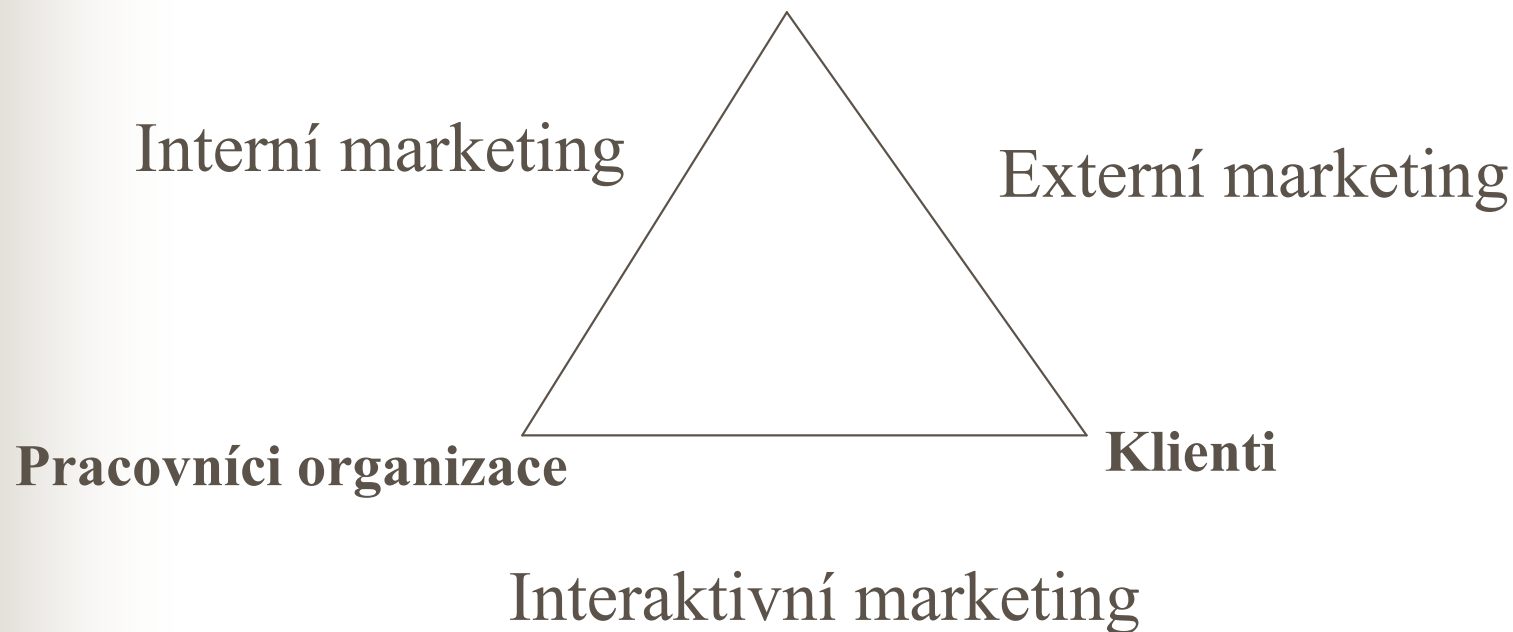 Interní marketing
Externí marketing
Pracovníci organizace
Klienti
Interaktivní marketing